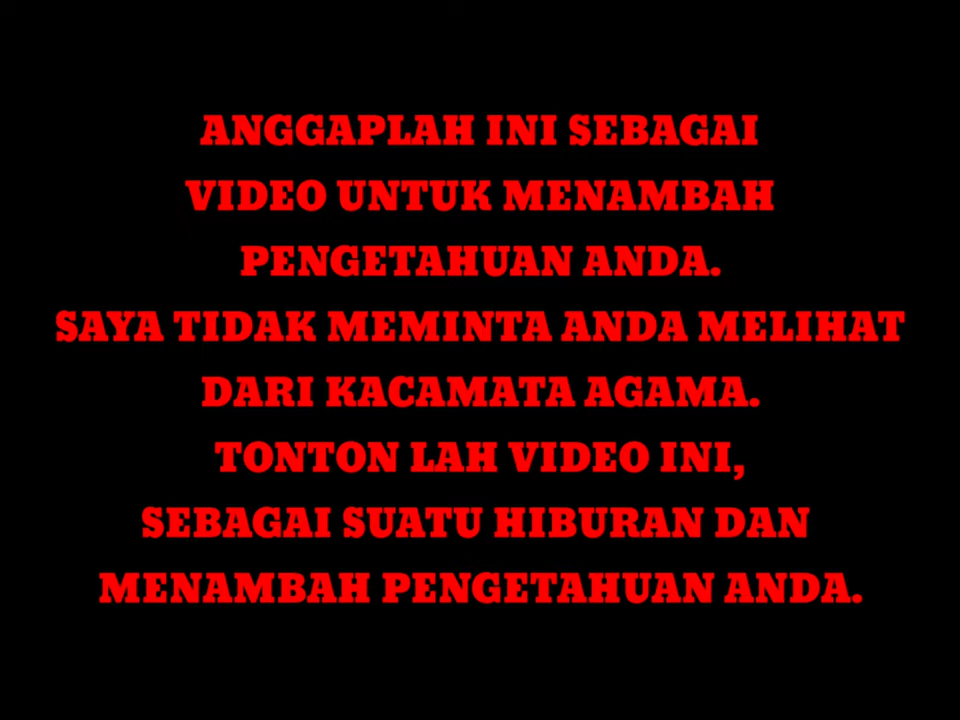 ANGGAPLAH INI SEBAGAI
VIDEO UNTUK MENAMBAH
PENGETAHUAN ANDA.
SAYA TIDAK MEMINTA ANDA MELIHAT
DARI KACAMATA AGAMA.
TONTON LAH VIDEO INI,
SEBAGAI SUATU HIBURAN DAN
MENAMBAH PENGETAHUAN ANDA.